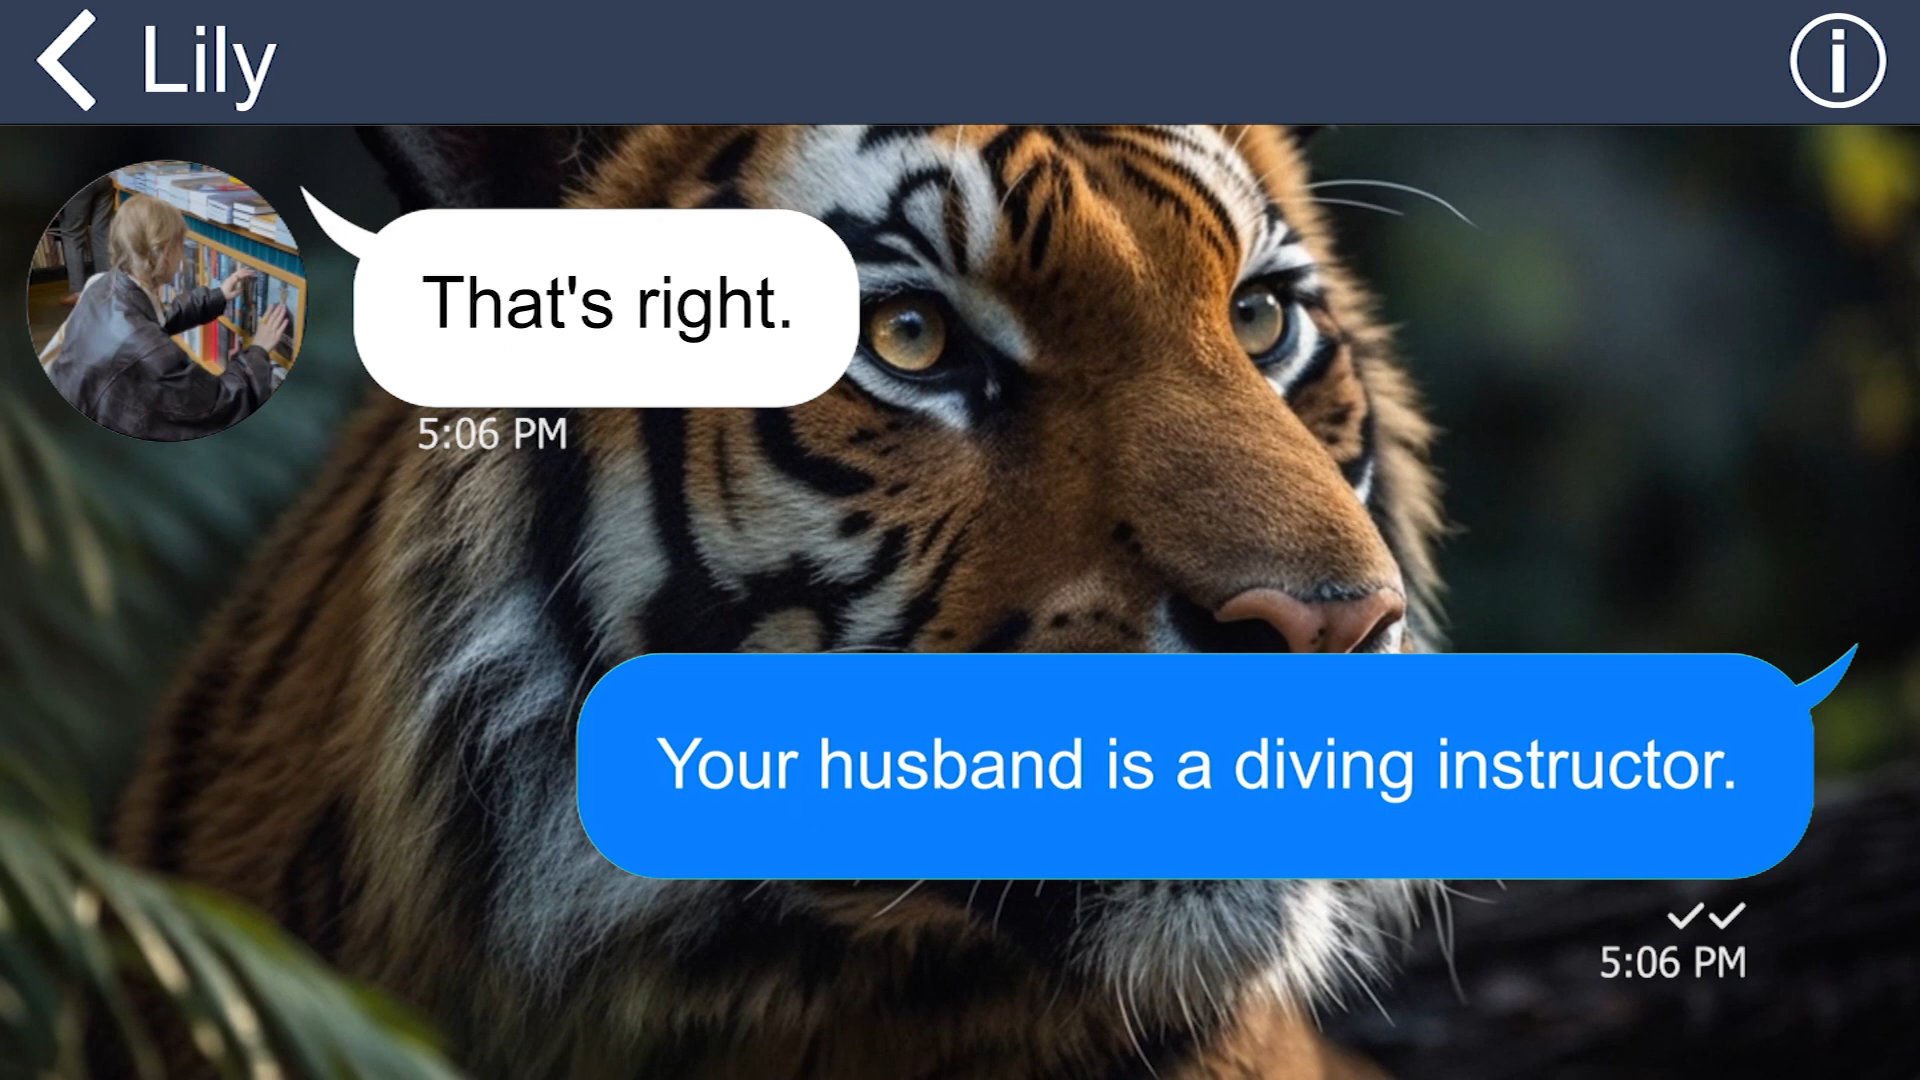 Lily
That's right.
5:06 PM
Your husband is a diving instructor.
5:06 PM